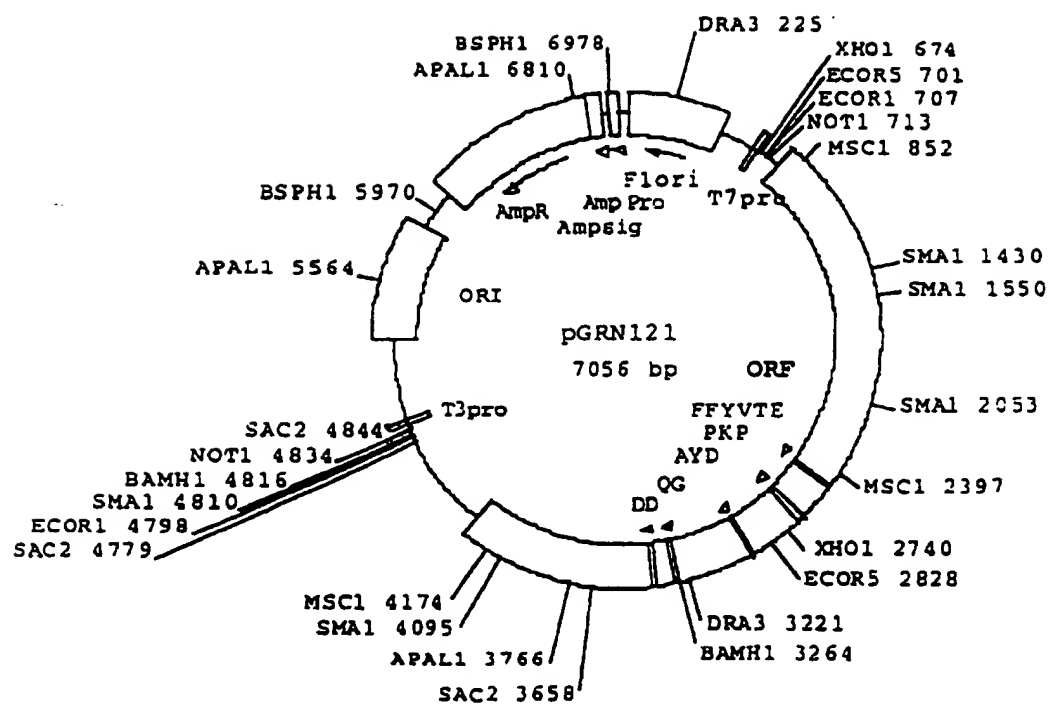 BSPH1 6978
DRA3 225
APAL1 6810
XHO1 674
ECOR5 701
ECOR1 707
NOT1 713
MSC1 852
BSPH1 5970
AmpR
Amp Pro
Ampsig
F1ori
T7pro
APAL1 5564
ORI
SMA1 1430
SMA1 1550
pGRN121
7056 bp
ORF
T3pro
FFYVTE
PKP
AYD
QG
DD
SMA1 2053
SAC2 4844
NOT1 4834
BAMH1 4816
SMA1 4810
ECOR1 4798
SAC2 4779
MSC1 2397
XHO1 2740
ECOR5 2828
MSC1 4174
SMA1 4095
APAL1 3766
SAC2 3658
DRA3 3221
BAMH1 3264